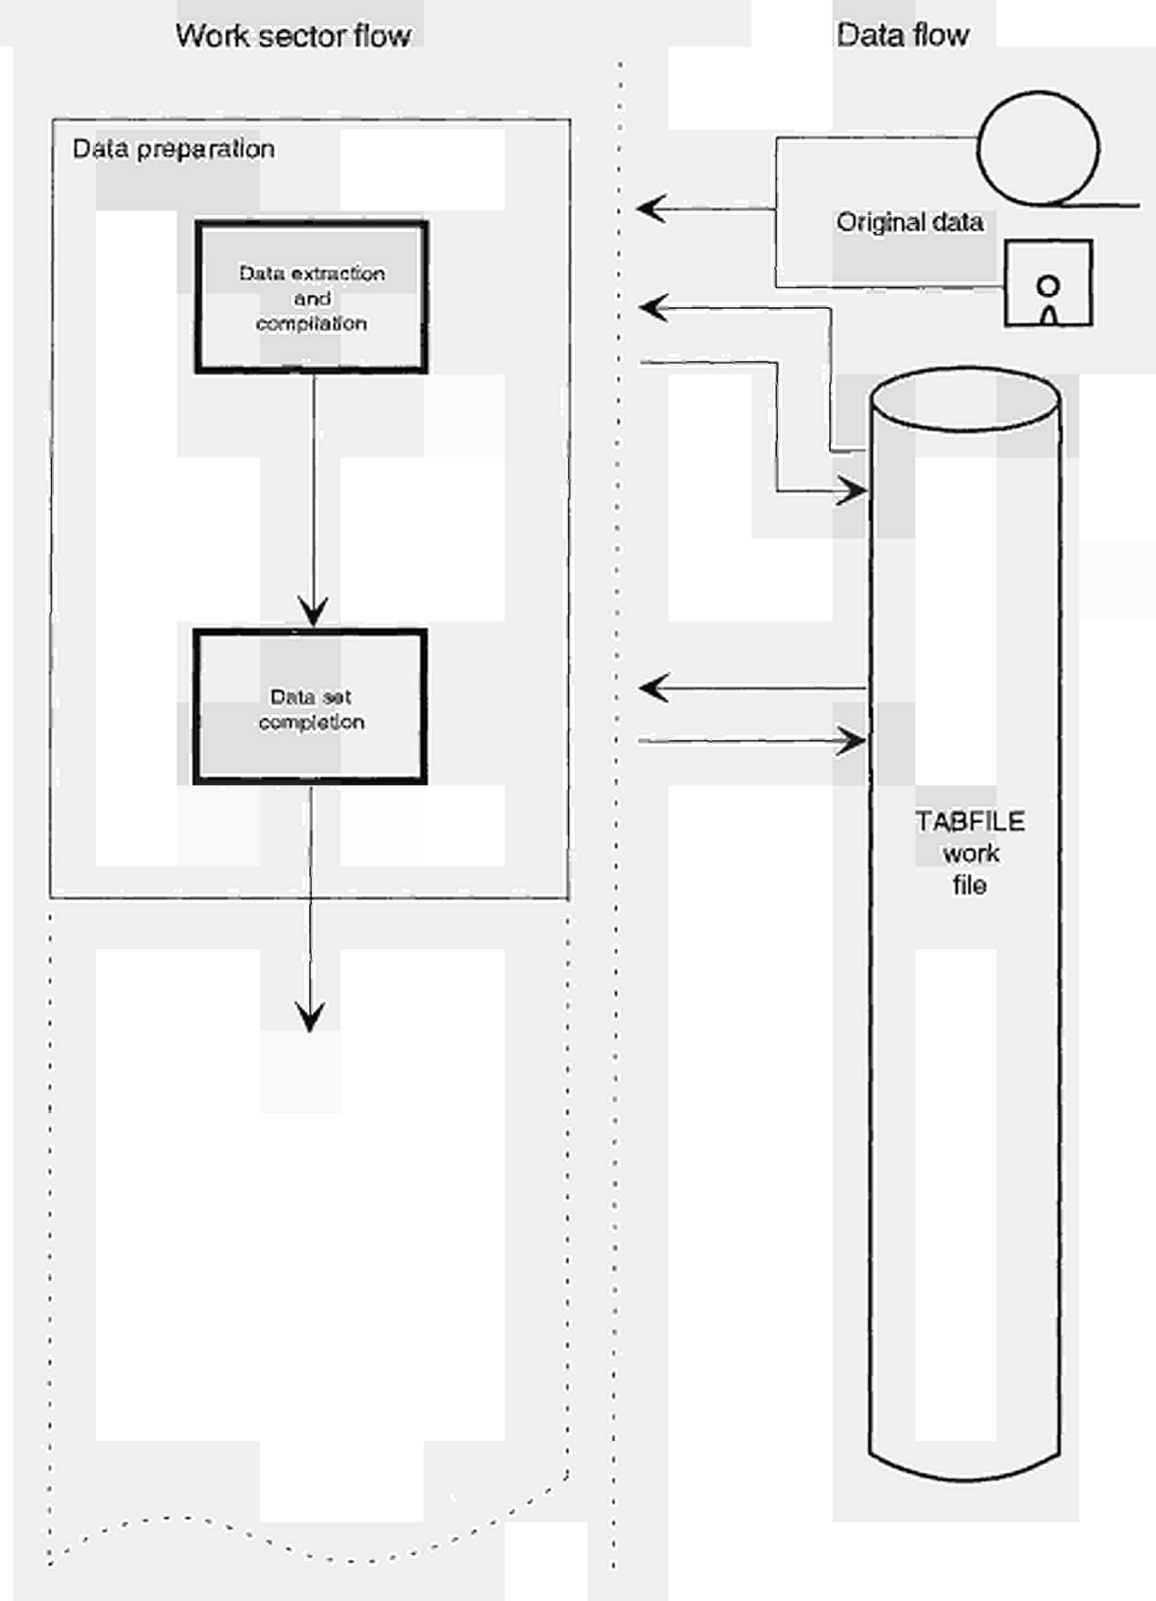 Work sector flow
Data flow
Data preparation
Original data
Data extraction
and
compilation
Data set
completion
TABFILE
work
file